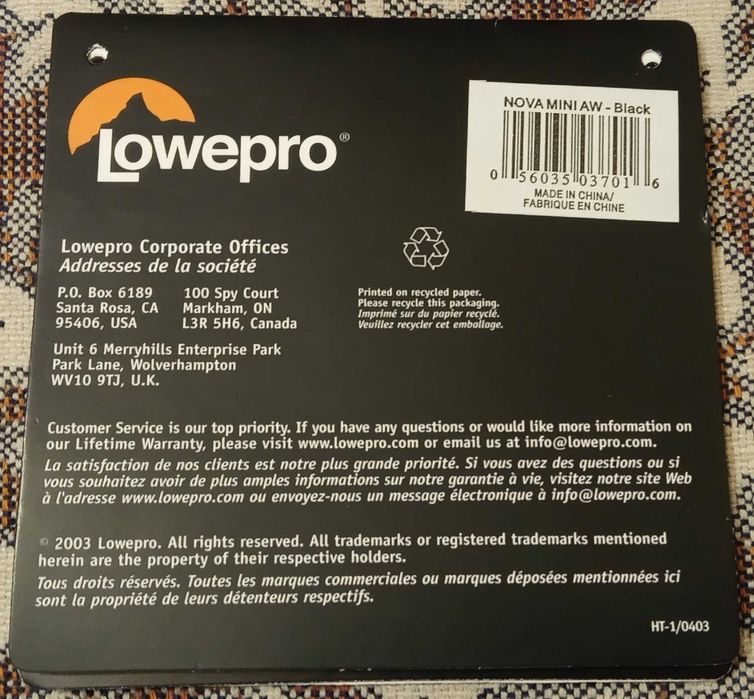 Lowepro®
NOVA MINI AW - Black
0 56035 03701 6
MADE IN CHINA/
FABRIQUE EN CHINE
Lowepro Corporate Offices
Addresses de la société
P.O. Box 6189
Santa Rosa, CA
95406, USA
100 Spy Court
Markham, ON
L3R 5H6, Canada
Unit 6 Merryhills Enterprise Park
Park Lane, Wolverhampton
WV10 9TJ, U.K.
Printed on recycled paper.
Please recycle this packaging.
Imprimé sur du papier recyclé.
Veuillez recycler cet emballage.
Customer Service is our top priority. If you have any questions or would like more information on
our Lifetime Warranty, please visit www.lowepro.com or email us at info@lowepro.com.
La satisfaction de nos clients est notre plus grande priorité. Si vous avez des questions ou si
vous souhaitez avoir de plus amples informations sur notre garantie à vie, visitez notre site Web
à l'adresse www.lowepro.com ou envoyez-nous un message électronique à info@lowepro.com.
© 2003 Lowepro. All rights reserved. All trademarks or registered trademarks mentioned
herein are the property of their respective holders.
Tous droits réservés. Toutes les marques commerciales ou marques déposées mentionnées ici
sont la propriété de leurs détenteurs respectifs.
HT-1/0403